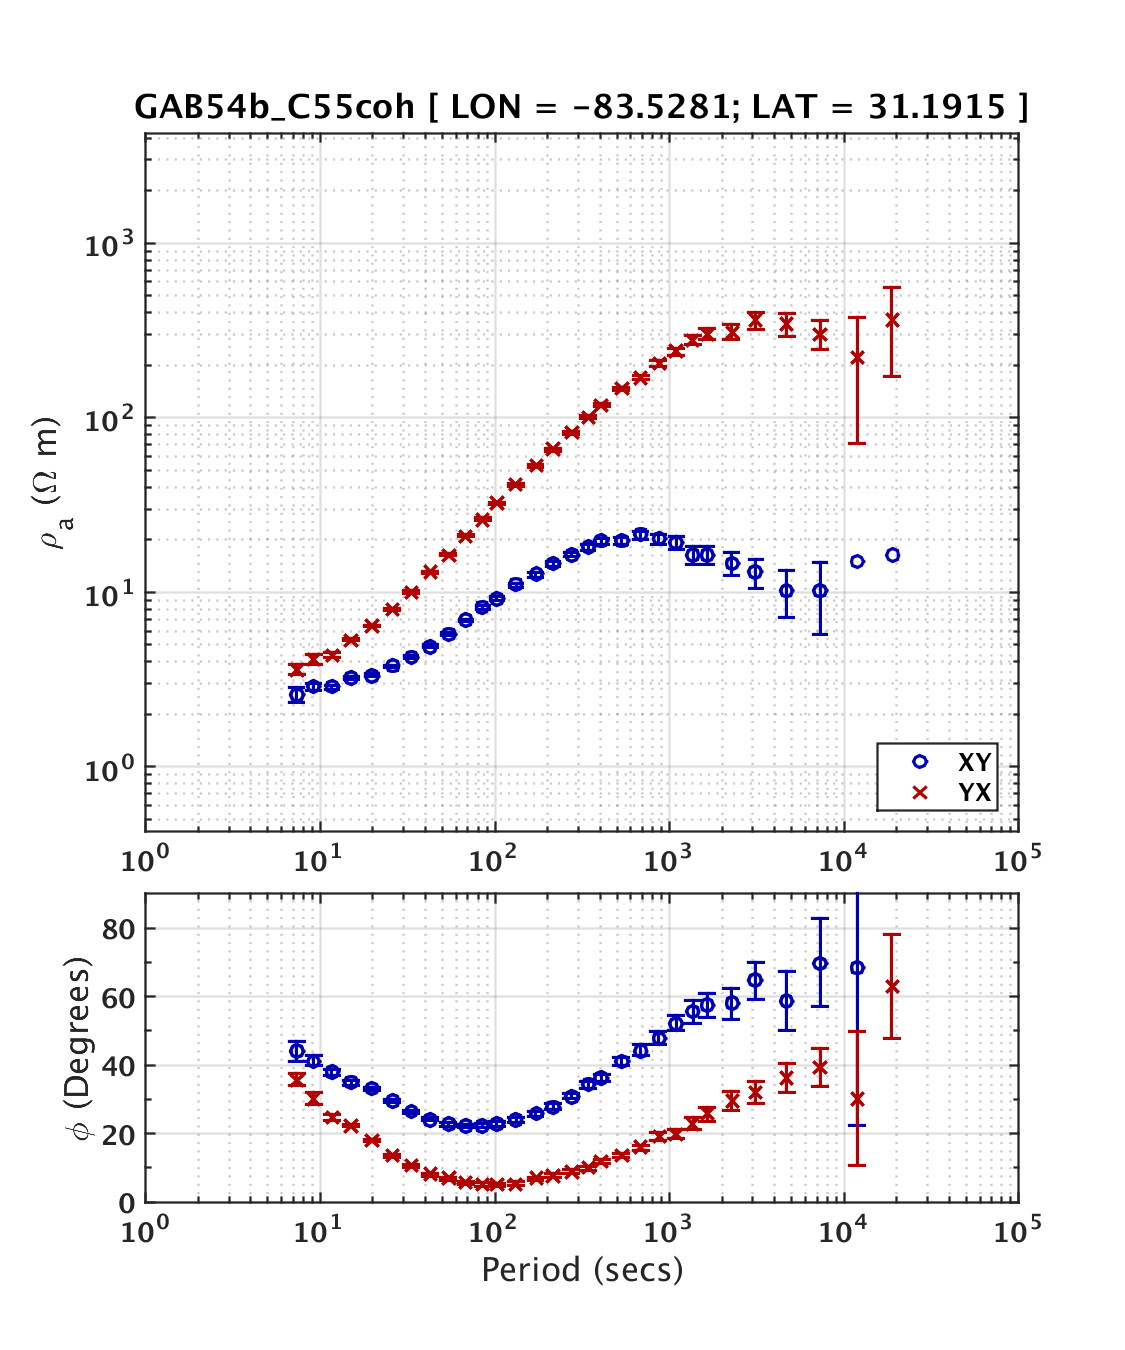 GAB54b_C55coh [ LON = -83.5281; LAT = 31.1915 ]
10³
10²
10¹
10⁰
ρa (Ω m)
XY
YX
10⁰ 10¹ 10² 10³ 10⁴ 10⁵
80
60
40
20
0
ϕ (Degrees)
10⁰ 10¹ 10² 10³ 10⁴ 10⁵
Period (secs)